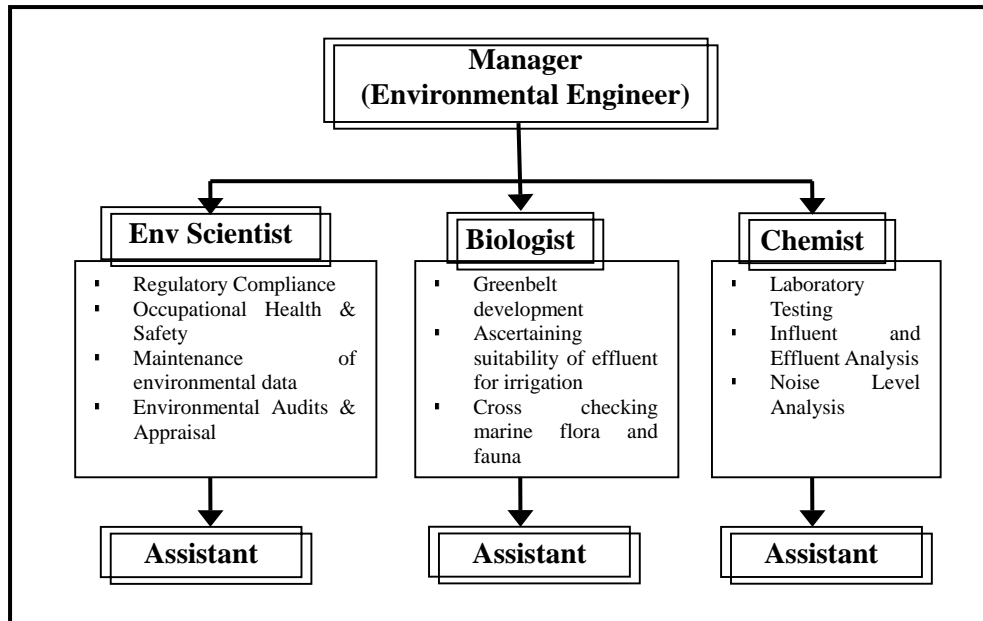 Manager
(Environmental Engineer)
Env Scientist
▪ Regulatory Compliance
▪ Occupational Health &
Safety
▪ Maintenance of
environmental data
▪ Environmental Audits &
Appraisal
Biologist
▪ Greenbelt
development
▪ Ascertaining
suitability of effluent
for irrigation
▪ Cross checking
marine flora and
fauna
Chemist
▪ Laboratory
Testing
▪ Influent and
Effluent Analysis
▪ Noise Level
Analysis
Assistant
Assistant
Assistant